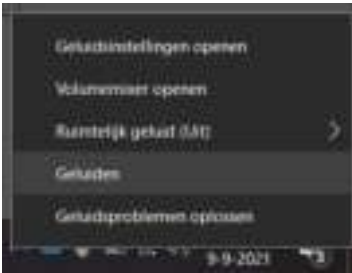 Geluidsinstellingen openen
Volumemixer openen
Ruimtelijk geluid (Uit)
Geluiden
Geluidsproblemen oplossen
9-9-2021